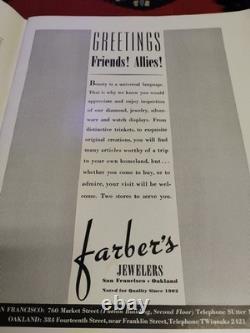 GREETINGS
Friends! Allies!
Beauty is a universal language.
That is why we know you would
appreciate and enjoy inspection
of our diamond, jewelry, silver-
ware and watch displays. From
distinctive trinkets, to exquisite
original creations, you will find
many articles worthy of a trip
to your own homeland, but...
whether you come to buy, or
to admire, your visit will be wel-
come. Two stores to serve you.
farber's
JEWELERS
San Francisco • Oakland
Noted for Quality Since 1902
FRANCISCO: 760 Market Street (Phelan Building, Second Floor) Telephone
OAKLAND: 384 Fourteenth Street, near Franklin Street, Telephone TWinoaks 2421